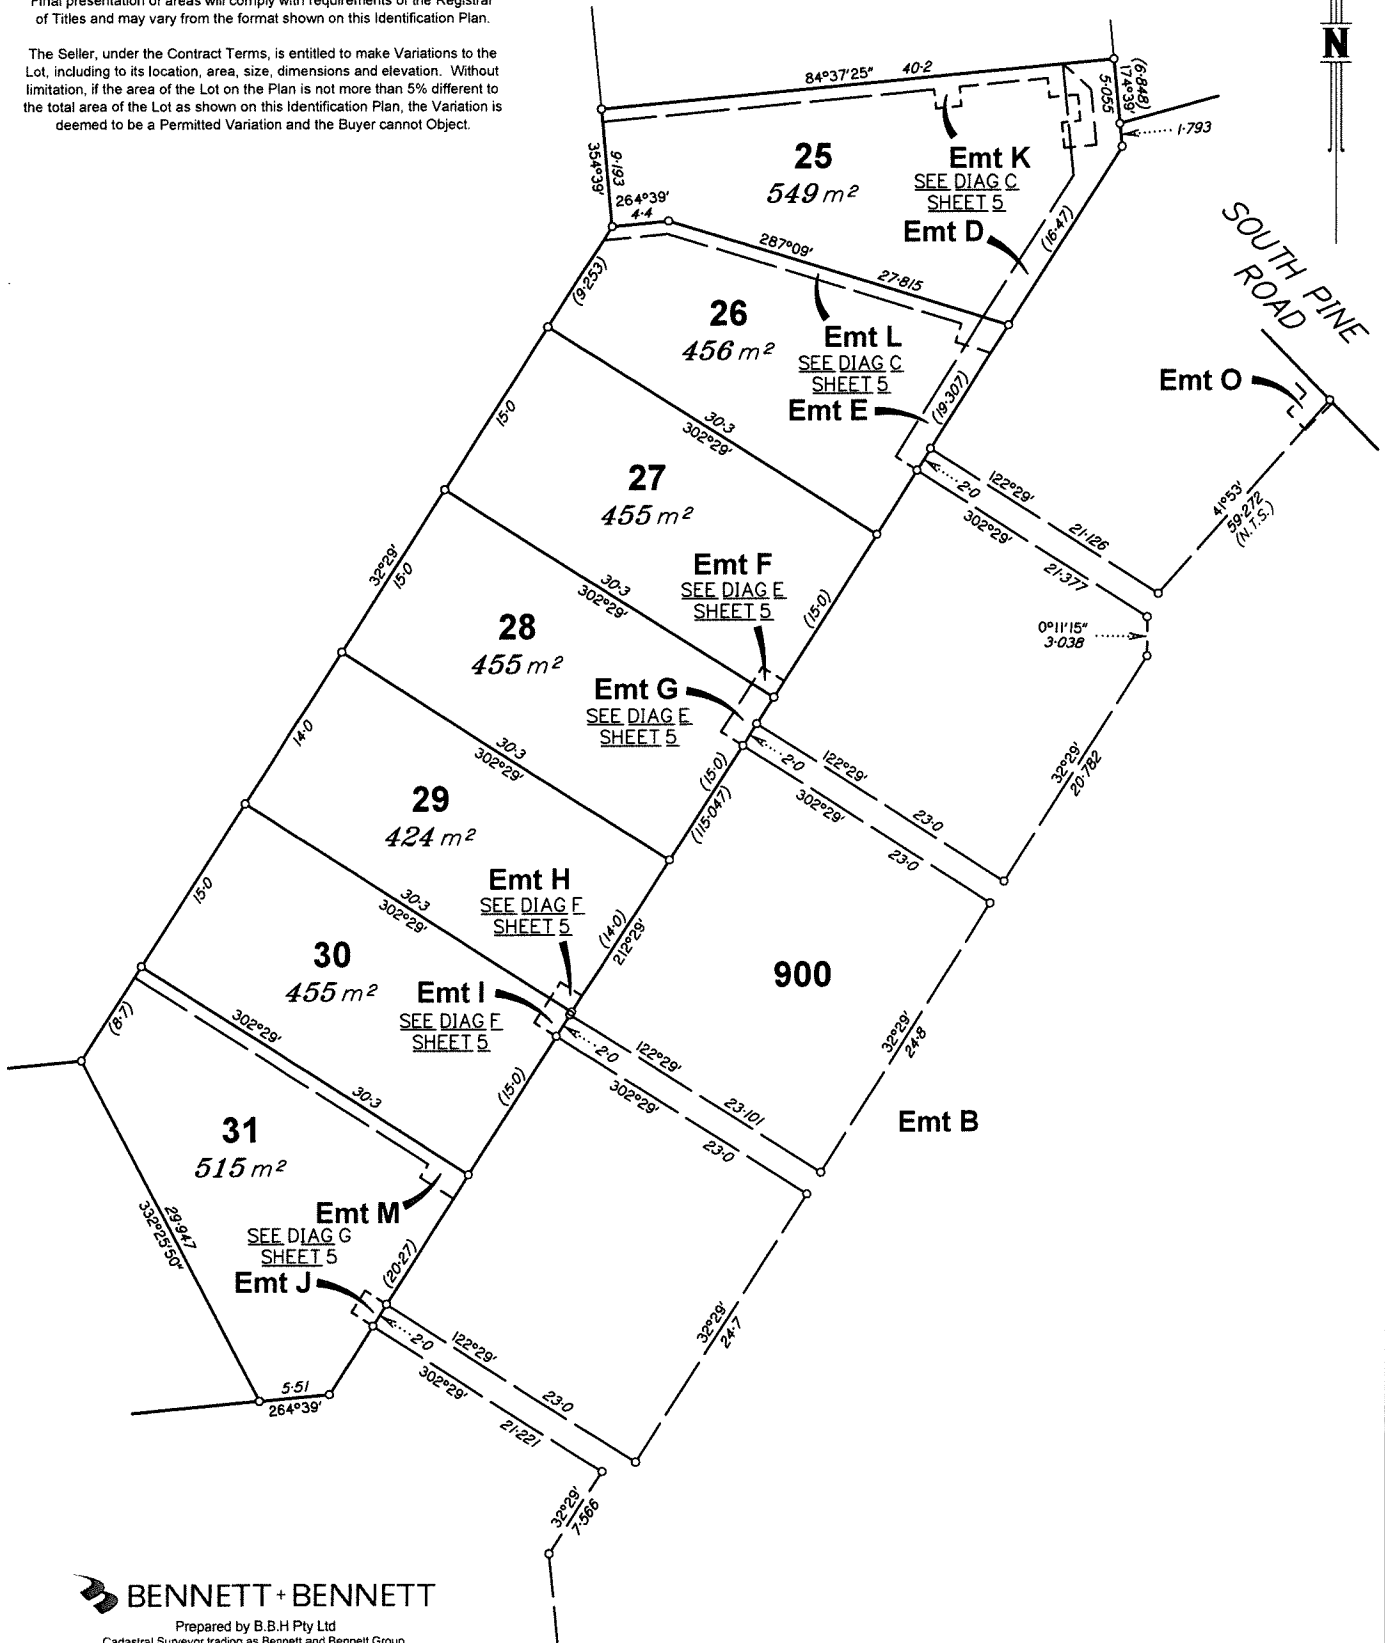 Final presentation of areas will comply with requirements of the Registrar
of Titles and may vary from the format shown on this Identification Plan.
The Seller, under the Contract Terms, is entitled to make Variations to the
Lot, including to its location, area, size, dimensions and elevation. Without
limitation, if the area of the Lot on the Plan is not more than 5% different to
the total area of the Lot as shown on this Identification Plan, the Variation is
deemed to be a Permitted Variation and the Buyer cannot Object.
N
84°37'25" 40·2
(6·848)
174°39'
5·055
1·793
9·193
354°39'
264°39'
4·4
25
549 m²
Emt K
SEE DIAG C
SHEET 5
Emt D
(16·47)
SOUTH PINE
ROAD
287°09' 27·815
(9·253)
26
456 m²
Emt L
SEE DIAG C
SHEET 5
Emt E
(19·307)
Emt O
15·0
30·3
302°29'
27
455 m²
2·0
122°29' 21·126
302°29' 21·377
41°53'
59·272
(N.T.S.)
32°29'
15·0
30·3
302°29'
Emt F
SEE DIAG E
SHEET 5
(15·0)
0°11'15"
3·038
28
455 m²
Emt G
SEE DIAG E
SHEET 5
2·0
122°29' 23·0
302°29' 23·0
32°29'
20·782
14·0
30·3
302°29'
(15·0)
(115·047)
29
424 m²
Emt H
SEE DIAG F
SHEET 5
(14·0)
212°29'
15·0
30·3
302°29'
30
455 m²
900
Emt I
SEE DIAG F
SHEET 5
2·0
122°29' 23·101
302°29' 23·0
32°29'
24·8
(8·7)
302°29' 30·3
(15·0)
Emt B
31
515 m²
Emt M
SEE DIAG G
SHEET 5
Emt J
29·947
332°25'50"
(20·27)
2·0
122°29' 23·0
302°29' 21·221
32°29'
24·7
5·51
264°39'
32°29'
7·566
BENNETT + BENNETT
Prepared by B.B.H Pty Ltd
Cadastral Surveyor trading as Bennett and Bennett Group